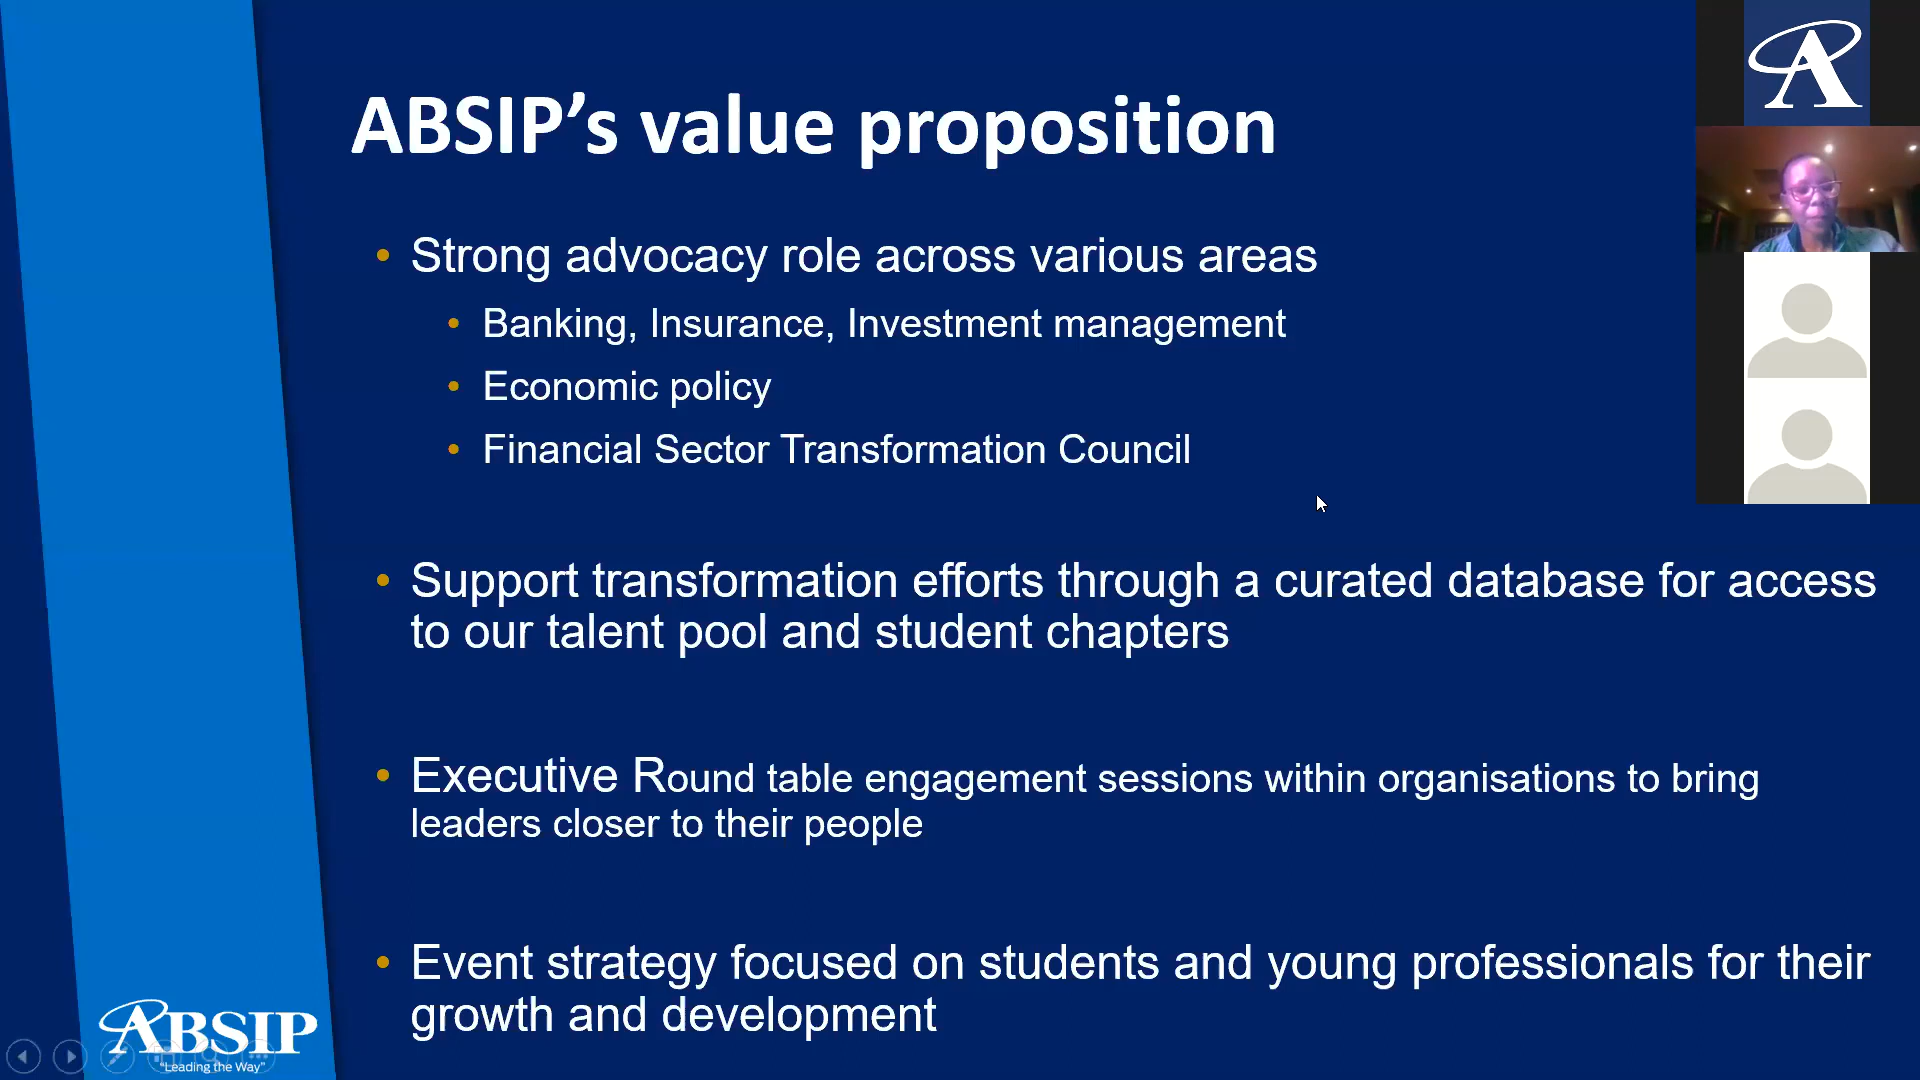 ABSIP’s value proposition
• Strong advocacy role across various areas
• Banking, Insurance, Investment management
• Economic policy
• Financial Sector Transformation Council
• Support transformation efforts through a curated database for access
to our talent pool and student chapters
• Executive Round table engagement sessions within organisations to bring
leaders closer to their people
• Event strategy focused on students and young professionals for their
growth and development
ABSIP
"Leading the Way"
A